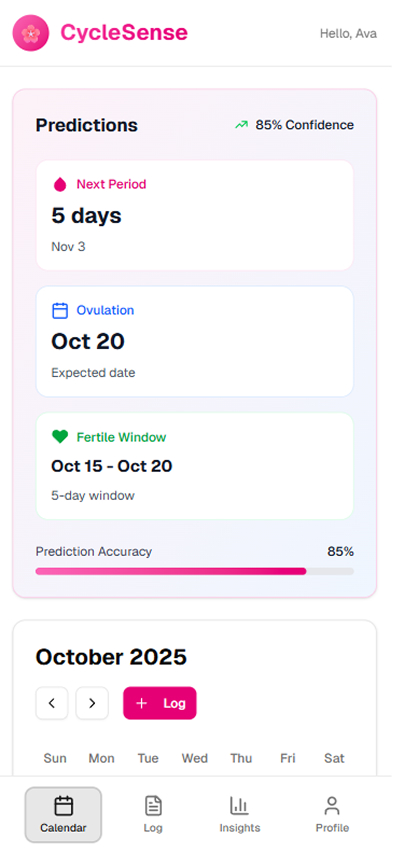 CycleSense
Hello, Ava
Predictions
85% Confidence
Next Period
5 days
Nov 3
Ovulation
Oct 20
Expected date
Fertile Window
Oct 15 - Oct 20
5-day window
Prediction Accuracy 85%
October 2025
Log
Sun Mon Tue Wed Thu Fri Sat
Calendar Log Insights Profile